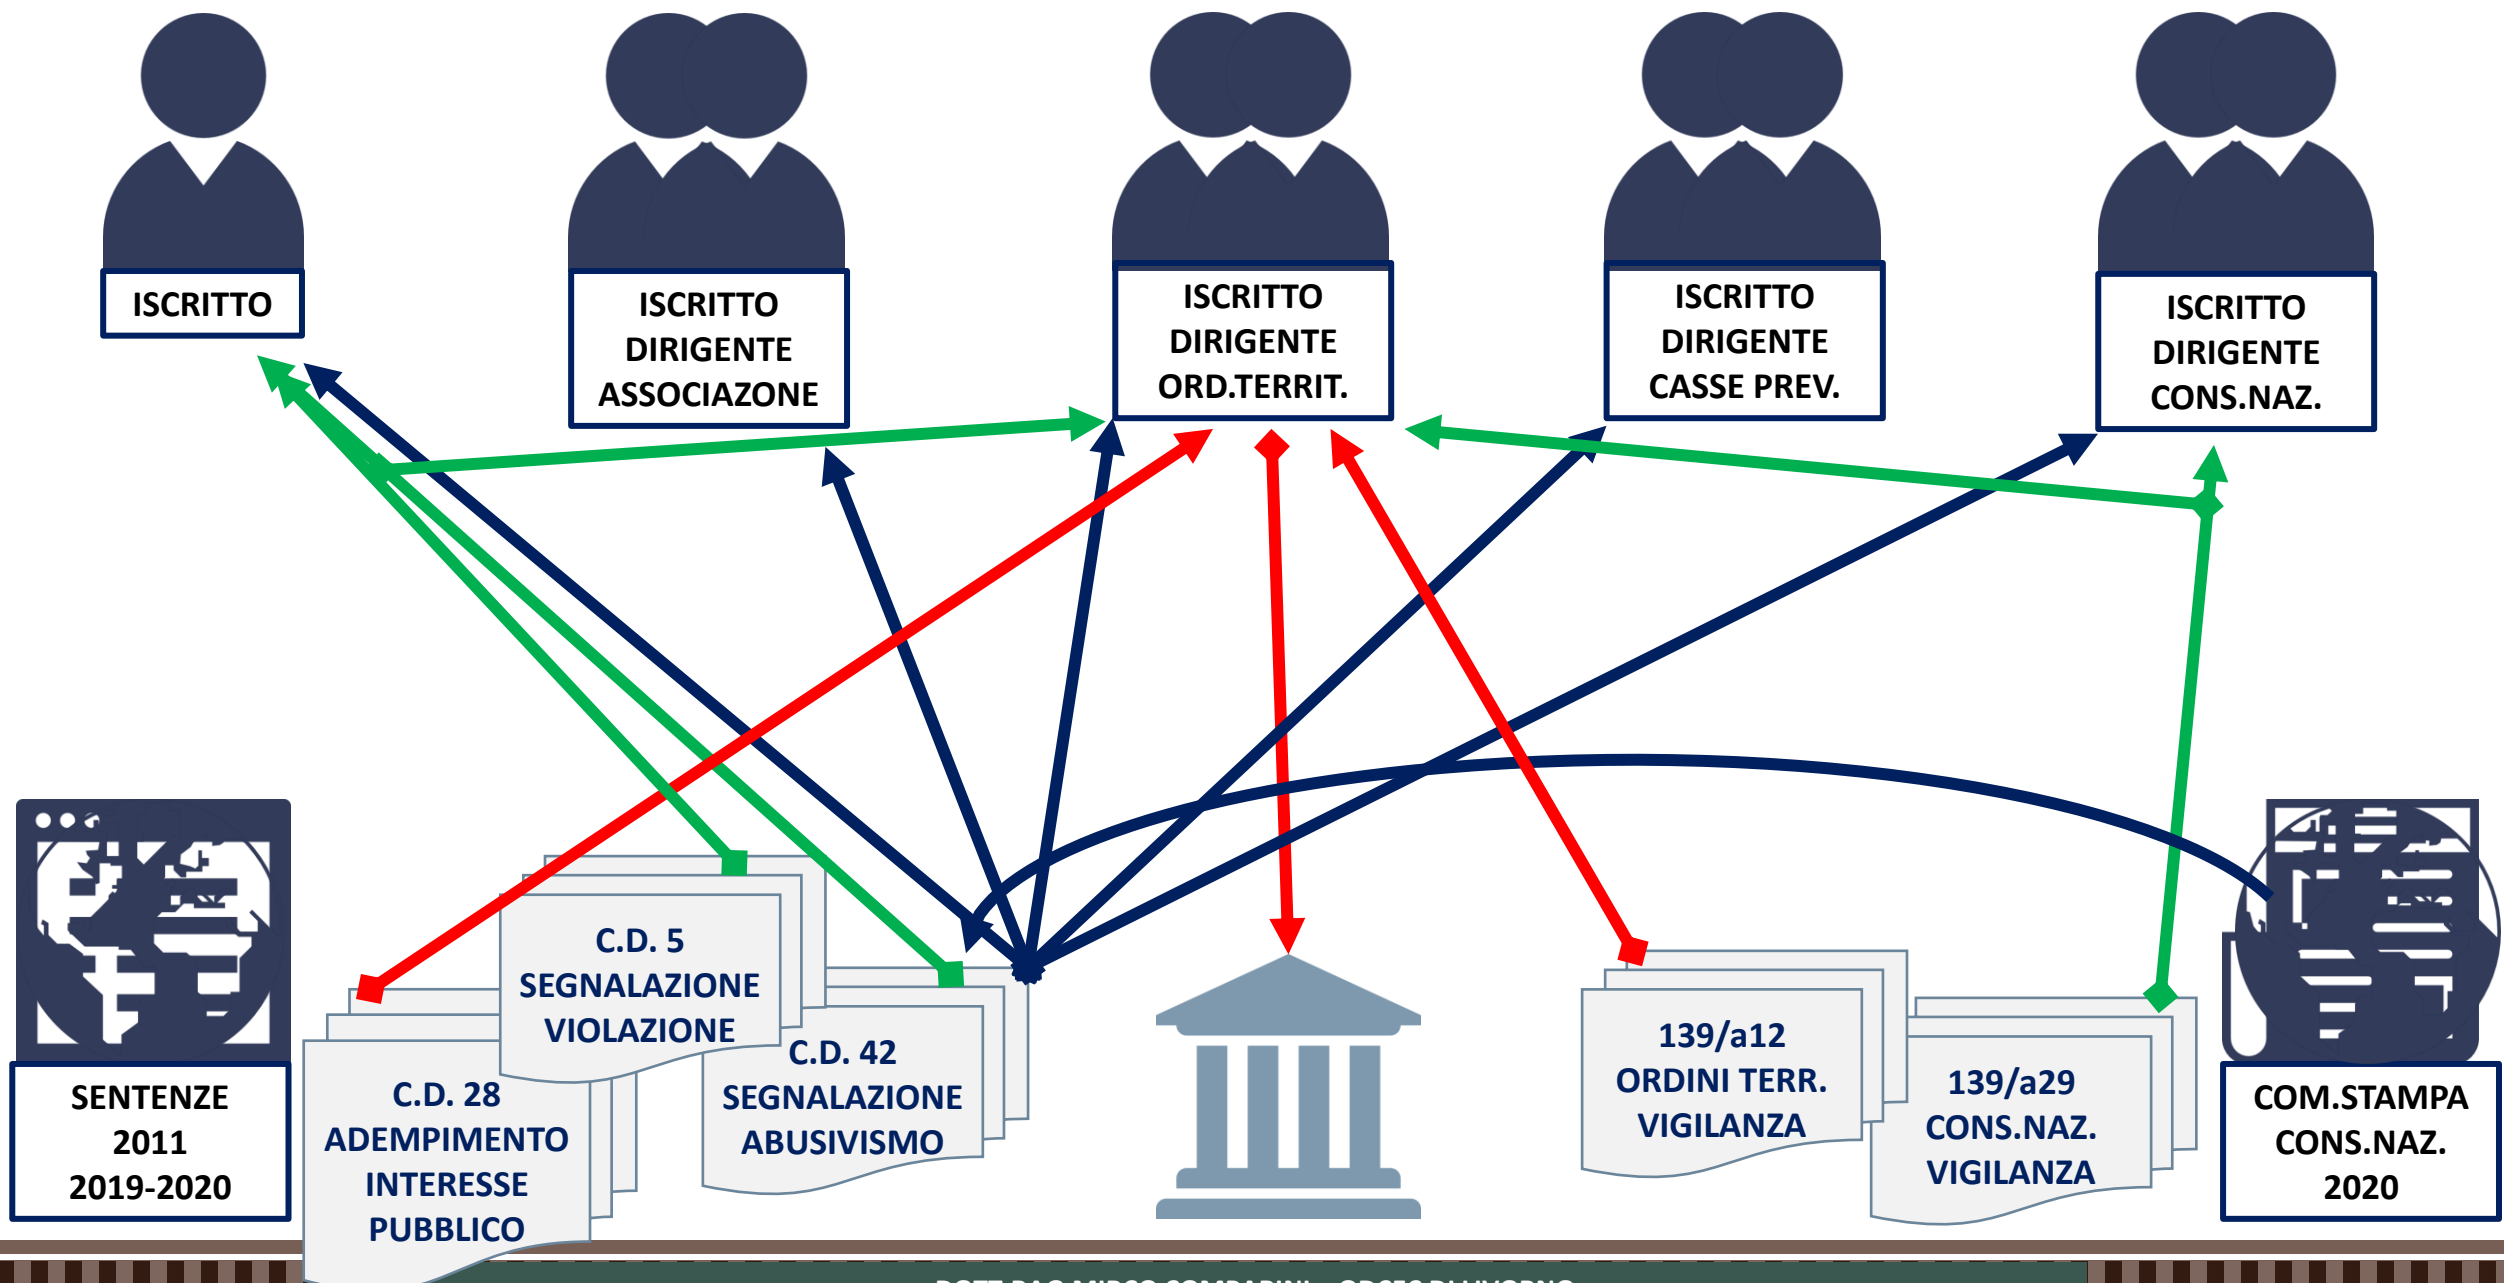 ISCRITTO
ISCRITTO
DIRIGENTE
ASSOCIAZONE
ISCRITTO
DIRIGENTE
ORD.TERRIT.
ISCRITTO
DIRIGENTE
CASSE PREV.
ISCRITTO
DIRIGENTE
CONS.NAZ.
SENTENZE
2011
2019-2020
C.D. 28
ADEMPIMENTO
INTERESSE
PUBBLICO
C.D. 5
SEGNALAZIONE
VIOLAZIONE
C.D. 42
SEGNALAZIONE
ABUSIVISMO
139/a12
ORDINI TERR.
VIGILANZA
139/a29
CONS.NAZ.
VIGILANZA
COM.STAMPA
CONS.NAZ.
2020